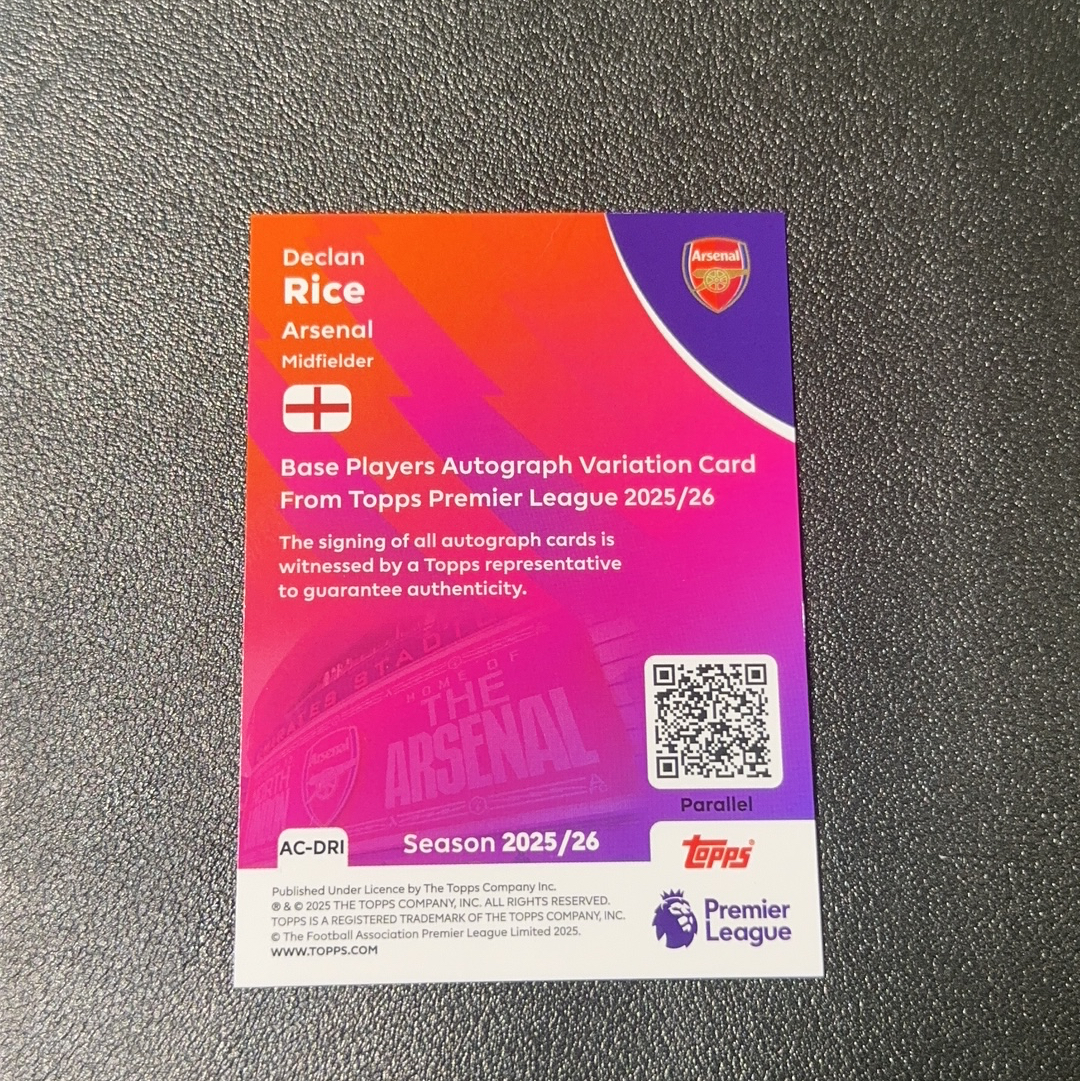 Declan
Rice
Arsenal
Midfielder
Arsenal
Base Players Autograph Variation Card
From Topps Premier League 2025/26
The signing of all autograph cards is
witnessed by a Topps representative
to guarantee authenticity.
HOME OF
THE
ARSENAL
Arsenal
Parallel
AC-DRI
Season 2025/26
topps
Published Under Licence by The Topps Company Inc.
® & © 2025 THE TOPPS COMPANY, INC. ALL RIGHTS RESERVED.
TOPPS IS A REGISTERED TRADEMARK OF THE TOPPS COMPANY, INC.
© The Football Association Premier League Limited 2025.
WWW.TOPPS.COM
Premier
League